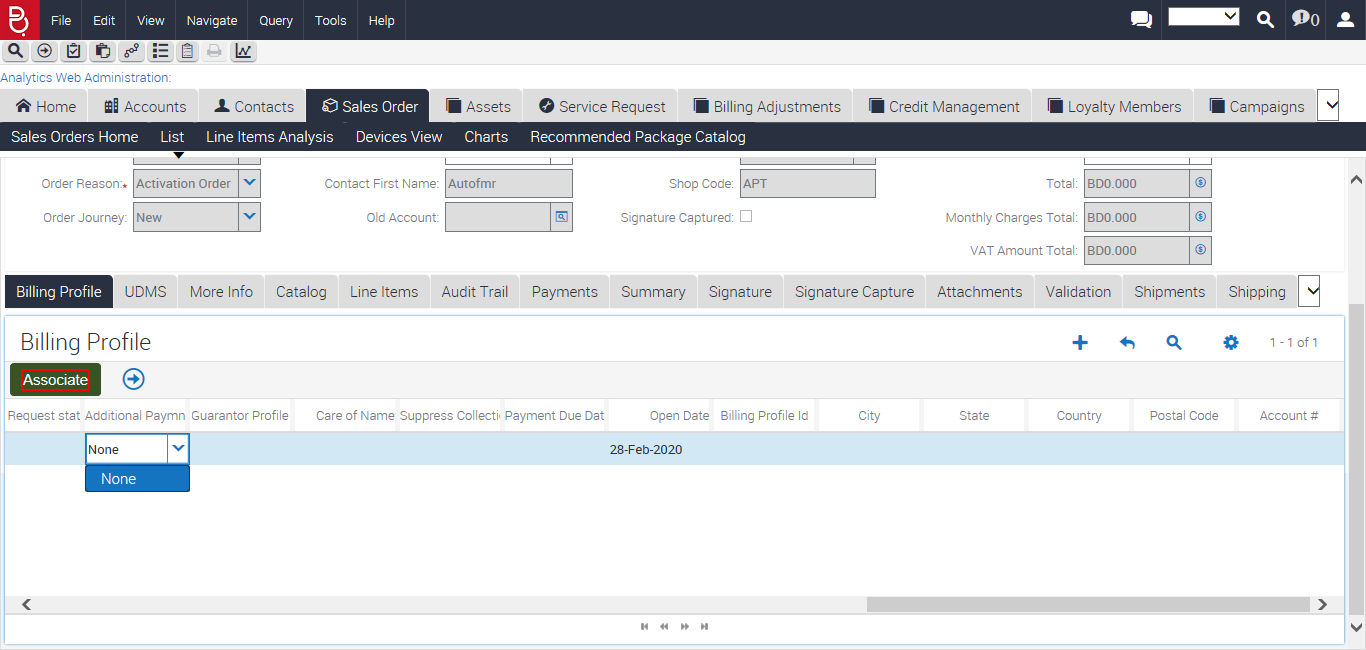 File Edit View Navigate Query Tools Help 0
Analytics Web Administration:
Home Accounts Contacts Sales Order Assets Service Request Billing Adjustments Credit Management Loyalty Members Campaigns
Sales Orders Home List Line Items Analysis Devices View Charts Recommended Package Catalog
Order Reason:* Activation Order Contact First Name: Autofmr Shop Code: APT Total: BD0.000
Order Journey: New Old Account: Signature Captured: Monthly Charges Total: BD0.000
VAT Amount Total: BD0.000
Billing Profile UDMS More Info Catalog Line Items Audit Trail Payments Summary Signature Signature Capture Attachments Validation Shipments Shipping
Billing Profile 1 - 1 of 1
Associate
Request stat Additional Paymn Guarantor Profile Care of Name Suppress Collecti Payment Due Dat Open Date Billing Profile Id City State Country Postal Code Account #
None 28-Feb-2020
None